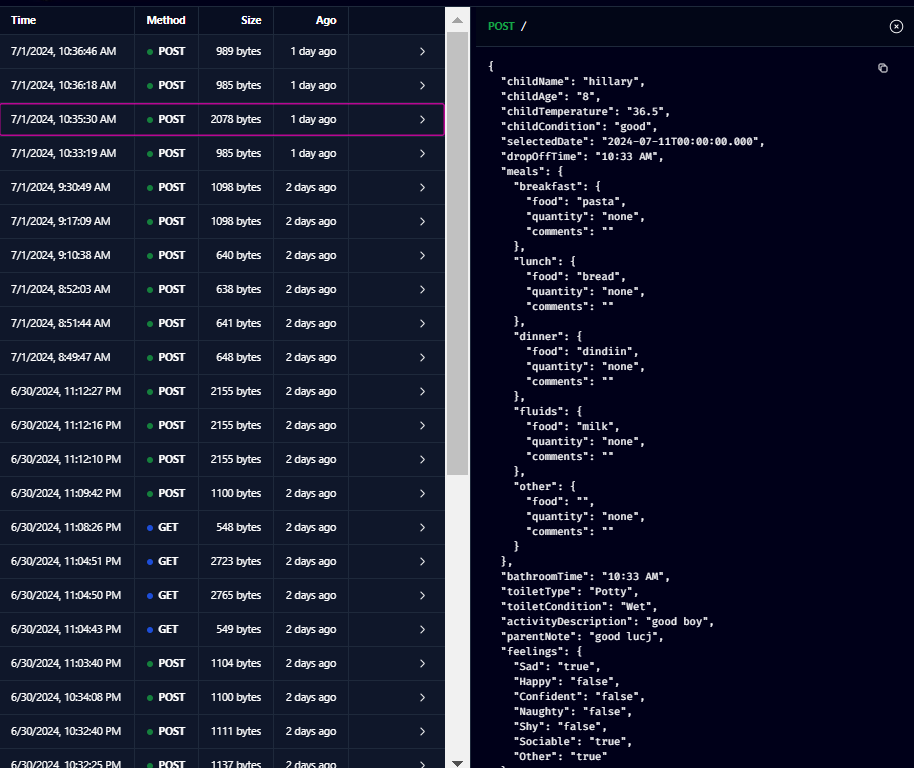 Time Method Size Ago
7/1/2024, 10:36:46 AM POST 989 bytes 1 day ago
7/1/2024, 10:36:18 AM POST 985 bytes 1 day ago
7/1/2024, 10:35:30 AM POST 2078 bytes 1 day ago
7/1/2024, 10:33:19 AM POST 985 bytes 1 day ago
7/1/2024, 9:30:49 AM POST 1098 bytes 2 days ago
7/1/2024, 9:17:09 AM POST 1098 bytes 2 days ago
7/1/2024, 9:10:38 AM POST 640 bytes 2 days ago
7/1/2024, 8:52:03 AM POST 638 bytes 2 days ago
7/1/2024, 8:51:44 AM POST 641 bytes 2 days ago
7/1/2024, 8:49:47 AM POST 648 bytes 2 days ago
6/30/2024, 11:12:27 PM POST 2155 bytes 2 days ago
6/30/2024, 11:12:16 PM POST 2155 bytes 2 days ago
6/30/2024, 11:12:10 PM POST 2155 bytes 2 days ago
6/30/2024, 11:09:42 PM POST 1100 bytes 2 days ago
6/30/2024, 11:08:26 PM GET 548 bytes 2 days ago
6/30/2024, 11:04:51 PM GET 2723 bytes 2 days ago
6/30/2024, 11:04:50 PM GET 2765 bytes 2 days ago
6/30/2024, 11:04:43 PM GET 549 bytes 2 days ago
6/30/2024, 11:03:40 PM POST 1104 bytes 2 days ago
6/30/2024, 10:34:08 PM POST 1100 bytes 2 days ago
6/30/2024, 10:32:40 PM POST 1111 bytes 2 days ago
6/30/2024, 10:32:25 PM POST 1137 bytes 2 days ago
POST /
{
"childName": "hillary",
"childAge": "8",
"childTemperature": "36.5",
"childCondition": "good",
"selectedDate": "2024-07-11T00:00:00.000",
"dropOffTime": "10:33 AM",
"meals": {
"breakfast": {
"food": "pasta",
"quantity": "none",
"comments": ""
},
"lunch": {
"food": "bread",
"quantity": "none",
"comments": ""
},
"dinner": {
"food": "dindiin",
"quantity": "none",
"comments": ""
},
"fluids": {
"food": "milk",
"quantity": "none",
"comments": ""
},
"other": {
"food": "",
"quantity": "none",
"comments": ""
}
},
"bathroomTime": "10:33 AM",
"toiletType": "Potty",
"toiletCondition": "Wet",
"activityDescription": "good boy",
"parentNote": "good lucj",
"feelings": {
"Sad": "true",
"Happy": "false",
"Confident": "false",
"Naughty": "false",
"Shy": "false",
"Sociable": "true",
"Other": "true"